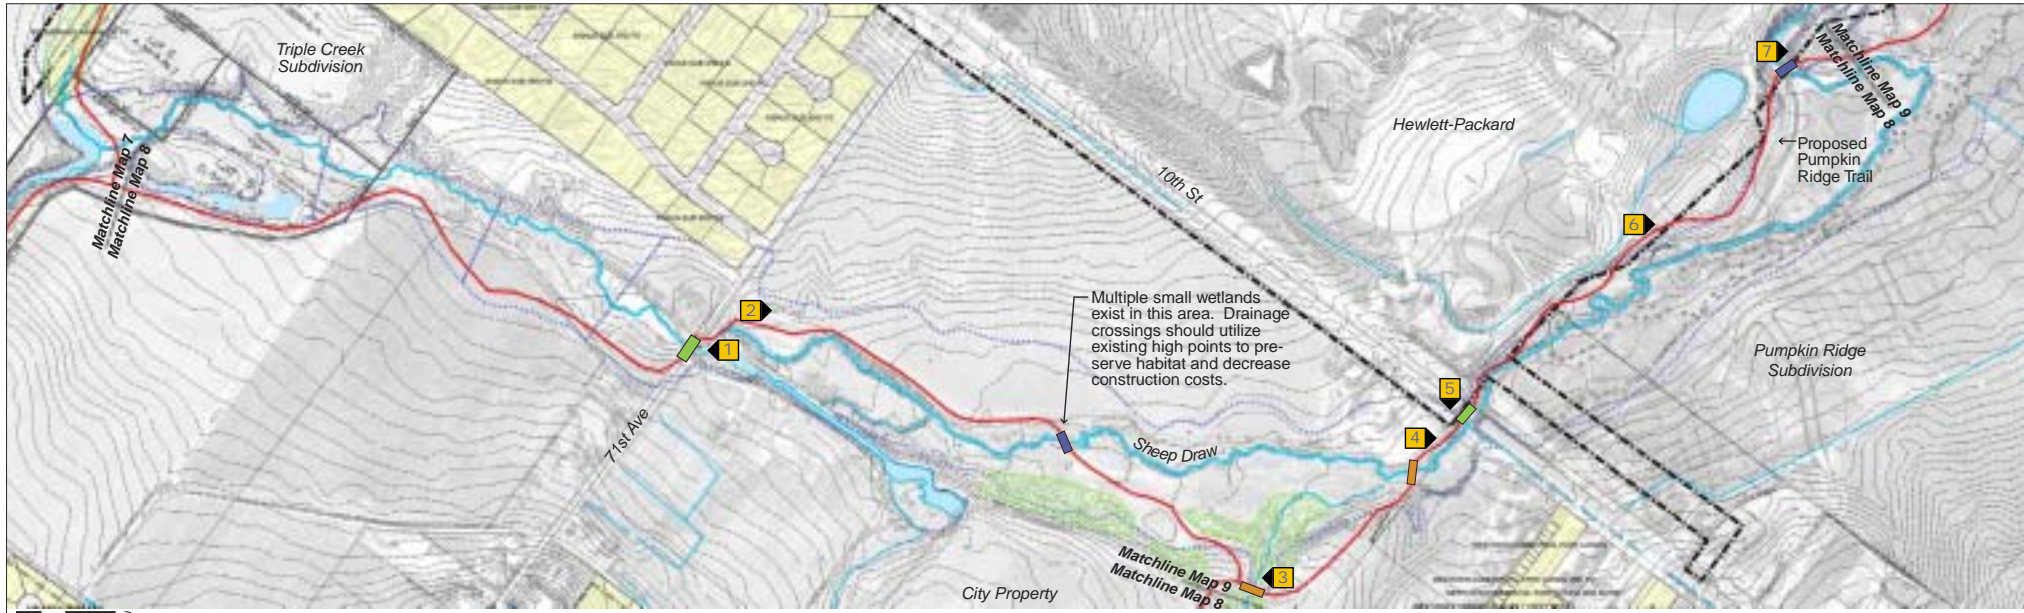 Triple Creek
Subdivision
Matchline Map 7
Matchline Map 8
71st Ave
2
1
Multiple small wetlands
exist in this area.  Drainage
crossings should utilize
existing high points to pre-
serve habitat and decrease
construction costs.
10th St
Hewlett-Packard
7
Matchline Map 9
Matchline Map 8
Proposed
Pumpkin
Ridge Trail
6
Pumpkin Ridge
Subdivision
5
4
Sheep Draw
3
Matchline Map 9
Matchline Map 8
City Property